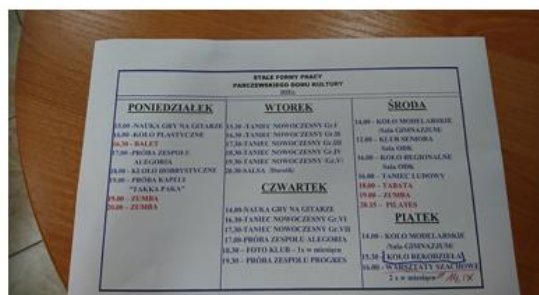 STAŁE FORMY PRACY
PARCZEWSKIEGO DOMU KULTURY
PONIEDZIAŁEK
15.00 -NAUKA GRY NA GITARZE
16.00 -KOŁO PLASTYCZNE
16.30 - BALET
17.00 -PRÓBA ZESPOŁU
ALEGORIA
18.00 - KÓŁKO HOBBYSTYCZNE
19.00 - PRÓBA KAPELI
"TAKKA PAKA"
19.00 - ZUMBA
20.00 - ZUMBA
WTOREK
15.30 -TANIEC NOWOCZESNY Gr.I
16.30 -TANIEC NOWOCZESNY Gr.II
17.30-TANIEC NOWOCZESNY Gr.III
18.30-TANIEC NOWOCZESNY Gr.IV
19.30-TANIEC NOWOCZESNY Gr.V
20.30-SALSA
CZWARTEK
14.00-NAUKA GRY NA GITARZE
16.30-TANIEC NOWOCZESNY Gr.VI
17.30-TANIEC NOWOCZESNY Gr.VII
17.00-PRÓBA ZESPOŁU ALEGORIA
18.30 – FOTO KLUB – 1x w miesiącu
19.30 – PRÓBA ZESPOŁU PROGRES
ŚRODA
14.00 - KOŁO MODELARSKIE
/Sala GIMNAZJUM/
12.00 - KLUB SENIORA
Sala ODK
16.00 - KOŁO REGIONALNE
Sala ODK
16.00 - TANIEC LUDOWY
18.00 - TABATA
19.00 - ZUMBA
20.15 - PILATES
PIĄTEK
14.00 - KOŁO MODELARSKIE
/Sala GIMNAZJUM/
15.30 - KOŁO RĘKODZIEŁA
16.00 - WARSZTATY SZACHOWE
2 x w miesiącu 14.IX